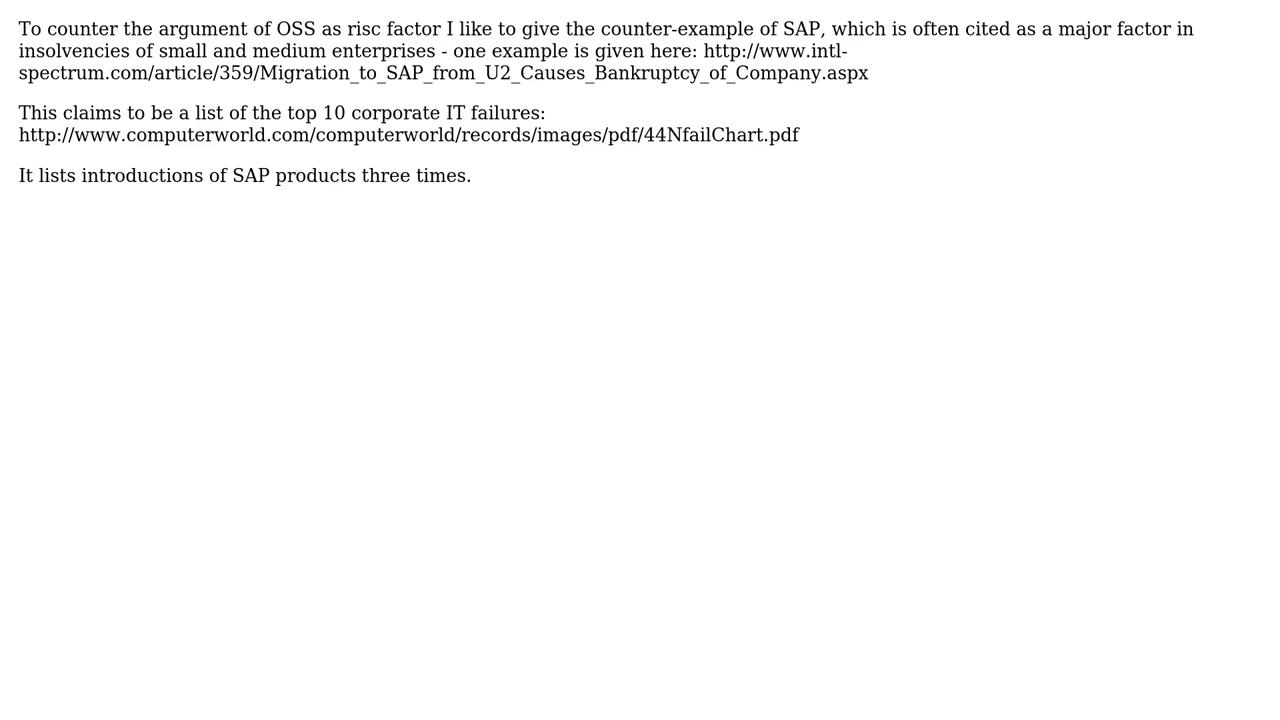 To counter the argument of OSS as risc factor I like to give the counter-example of SAP, which is often cited as a major factor in
insolvencies of small and medium enterprises - one example is given here: http://www.intl-
spectrum.com/article/359/Migration_to_SAP_from_U2_Causes_Bankruptcy_of_Company.aspx
This claims to be a list of the top 10 corporate IT failures:
http://www.computerworld.com/computerworld/records/images/pdf/44NfailChart.pdf
It lists introductions of SAP products three times.